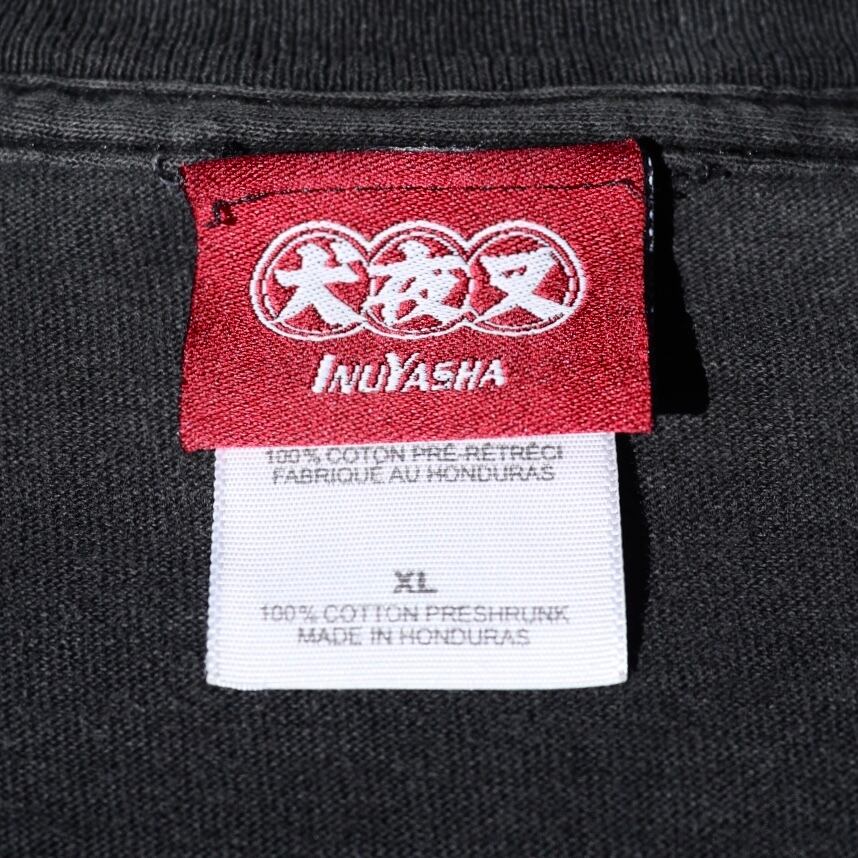 犬夜叉
INUYASHA
100% COTON PRÉ-RÉTRÉCI
FABRIQUÉ AU HONDURAS
XL
100% COTTON PRESHRUNK
MADE IN HONDURAS